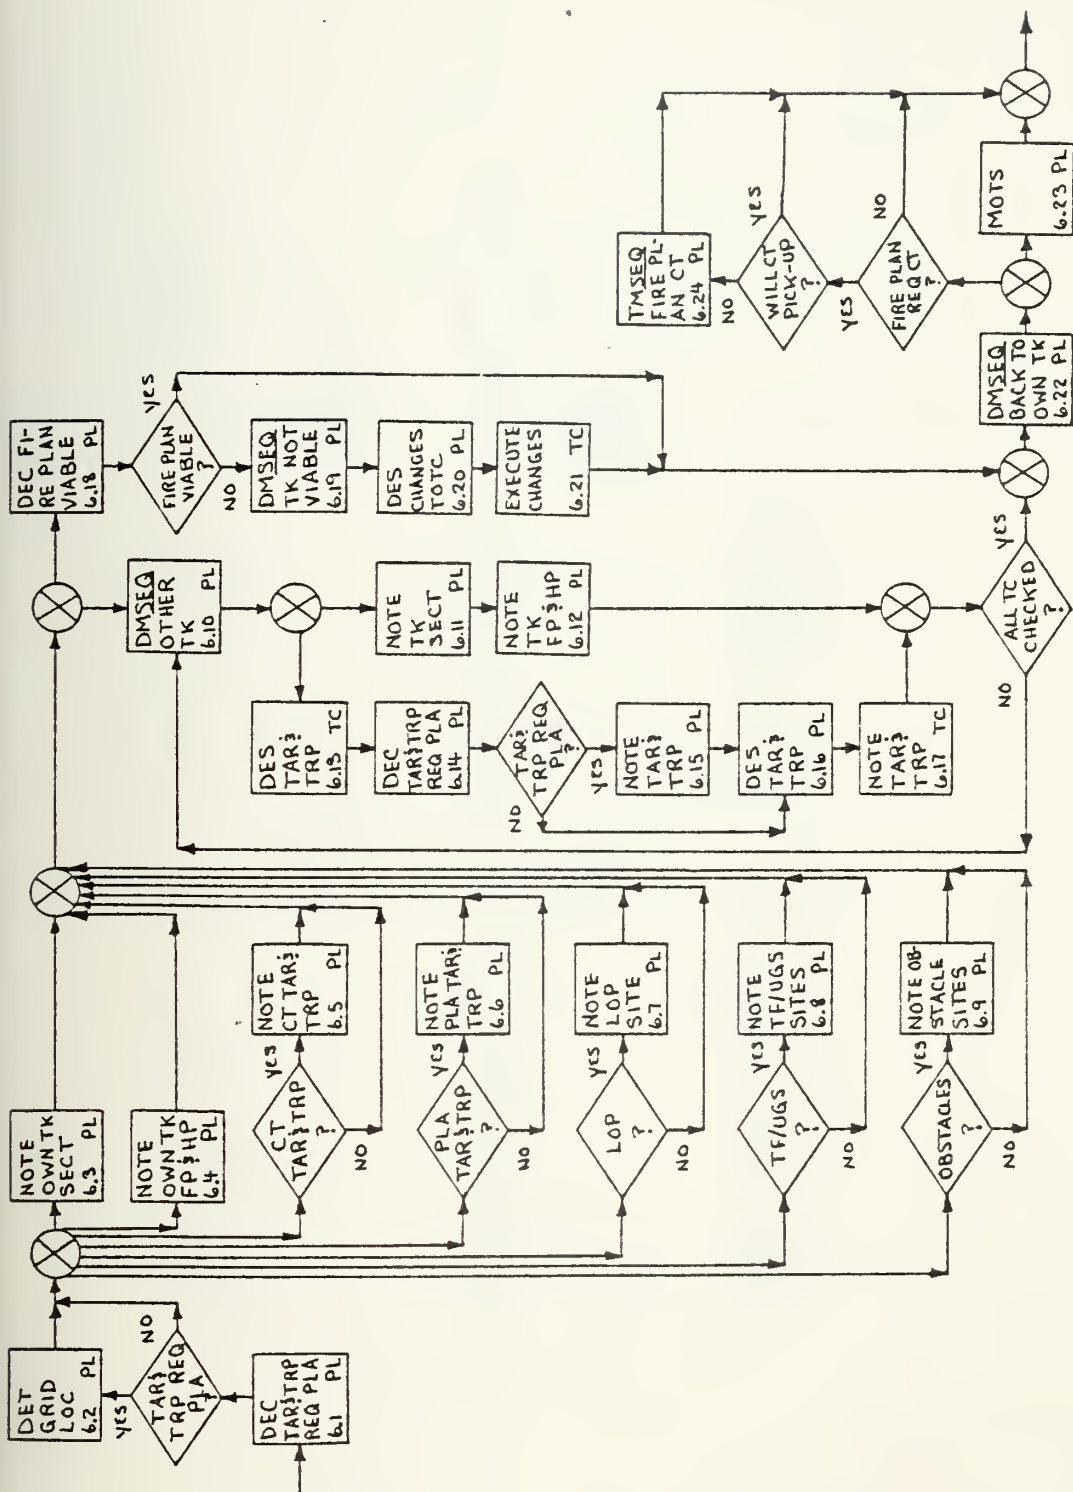 DEC
TAR & TRP
REQ PLA
6.1 PL
TAR &
TRP REQ
PLA
?
YES
NO
DET
GRID
LOC
6.2 PL
NOTE
OWN TK
SECT
6.3 PL
NOTE
OWN TK
FP & HP
6.4 PL
CT
TAR & TRP
?
YES
NO
NOTE
CT TAR &
TRP
6.5 PL
PLA
TAR & TRP
?
YES
NO
NOTE
PLA TAR &
TRP
6.6 PL
LOP
?
YES
NO
NOTE
LOP
SITE
6.7 PL
TF/UGS
?
YES
NO
NOTE
TF/UGS
SITES
6.8 PL
OBSTACLES
?
YES
NO
NOTE OB-
STACLE
SITES
6.9 PL
DMSEQ
OTHER
TK
6.10 PL
NOTE
TK
SECT
6.11 PL
NOTE
TK
FP & HP
6.12 PL
DES
TAR &
TRP
6.13 TC
DEC
TAR & TRP
REQ PLA
6.14 PL
TAR &
TRP REQ
PLA
?
NO
YES
NOTE
TAR &
TRP
6.15 PL
DES
TAR &
TRP
6.16 PL
NOTE
TAR &
TRP
6.17 TC
ALL TC
CHECKED
?
NO
YES
DEC FI-
RE PLAN
VIABLE
6.18 PL
FIRE PLAN
VIABLE
?
YES
NO
DMSEQ
TK NOT
VIABLE
6.19 PL
DES
CHANGES
TOTC
6.20 PL
EXECUTE
CHANGES
6.21 TC
DMSEQ
BACK TO
OWN TK
6.22 PL
FIRE PLAN
REQ CT
?
YES
NO
WILL CT
PICK-UP
?
YES
NO
TMSEQ
FIRE PL-
AN CT
6.24 PL
MOTS
6.23 PL